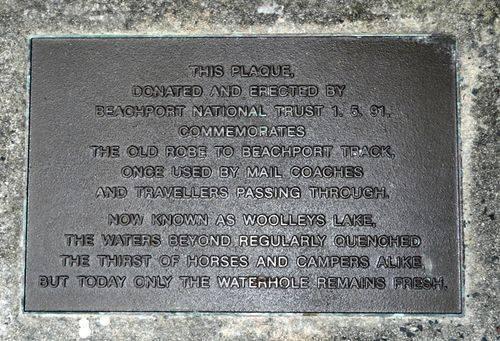 THIS PLAQUE,
DONATED AND ERECTED BY
BEACHPORT NATIONAL TRUST 1. 5. 91,
COMMEMORATES
THE OLD ROBE TO BEACHPORT TRACK,
ONCE USED BY MAIL COACHES
AND TRAVELLERS PASSING THROUGH.
NOW KNOWN AS WOOLLEYS LAKE,
THE WATERS BEYOND REGULARLY QUENCHED
THE THIRST OF HORSES AND CAMPERS ALIKE,
BUT TODAY ONLY THE WATERHOLE REMAINS FRESH.